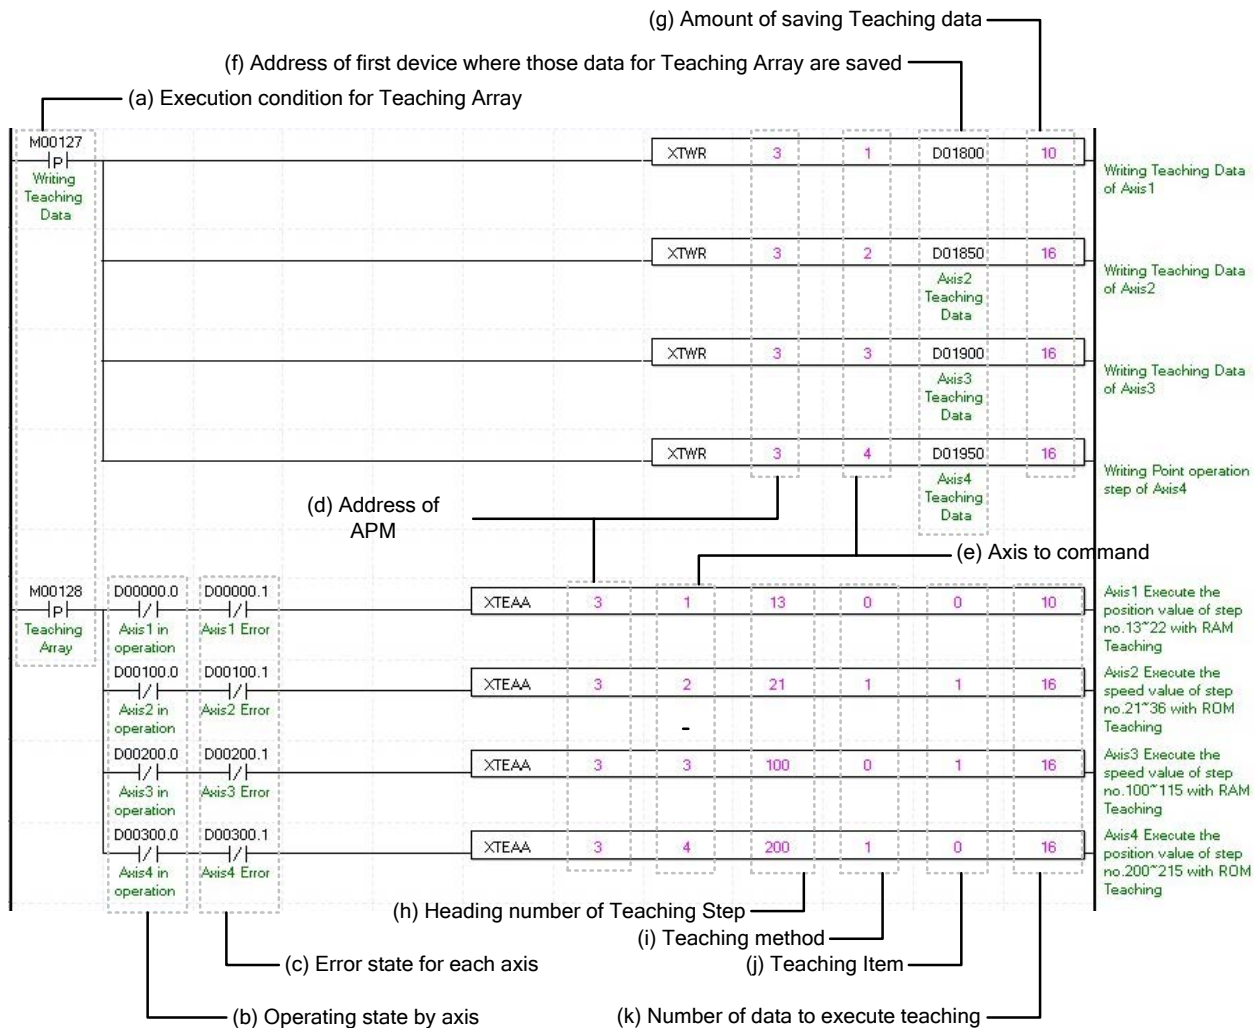 (g) Amount of saving Teaching data
(f) Address of first device where those data for Teaching Array are saved
(a) Execution condition for Teaching Array
M00127
P
Writing
Teaching
Data
XTWR 3 1 D01800 10
Writing Teaching Data
of Axis1
XTWR 3 2 D01850 16
Axis2
Teaching
Data
Writing Teaching Data
of Axis2
XTWR 3 3 D01900 16
Axis3
Teaching
Data
Writing Teaching Data
of Axis3
XTWR 3 4 D01950 16
Axis4
Teaching
Data
Writing Point operation
step of Axis4
(d) Address of
APM
(e) Axis to command
M00128
P
Teaching
Array
D00000.0
Axis1 in
operation
D00000.1
Axis1 Error
XTEAA 3 1 13 0 0 10
Axis1 Execute the
position value of step
no.13~22 with RAM
Teaching
D00100.0
Axis2 in
operation
D00100.1
Axis2 Error
XTEAA 3 2 21 1 1 16
-
Axis2 Execute the
speed value of step
no.21~36 with ROM
Teaching
D00200.0
Axis3 in
operation
D00200.1
Axis3 Error
XTEAA 3 3 100 0 1 16
Axis3 Execute the
speed value of step
no.100~115 with RAM
Teaching
D00300.0
Axis4 in
operation
D00300.1
Axis4 Error
XTEAA 3 4 200 1 0 16
Axis4 Execute the
position value of step
no.200~215 with ROM
Teaching
(h) Heading number of Teaching Step
(i) Teaching method
(c) Error state for each axis
(j) Teaching Item
(b) Operating state by axis
(k) Number of data to execute teaching